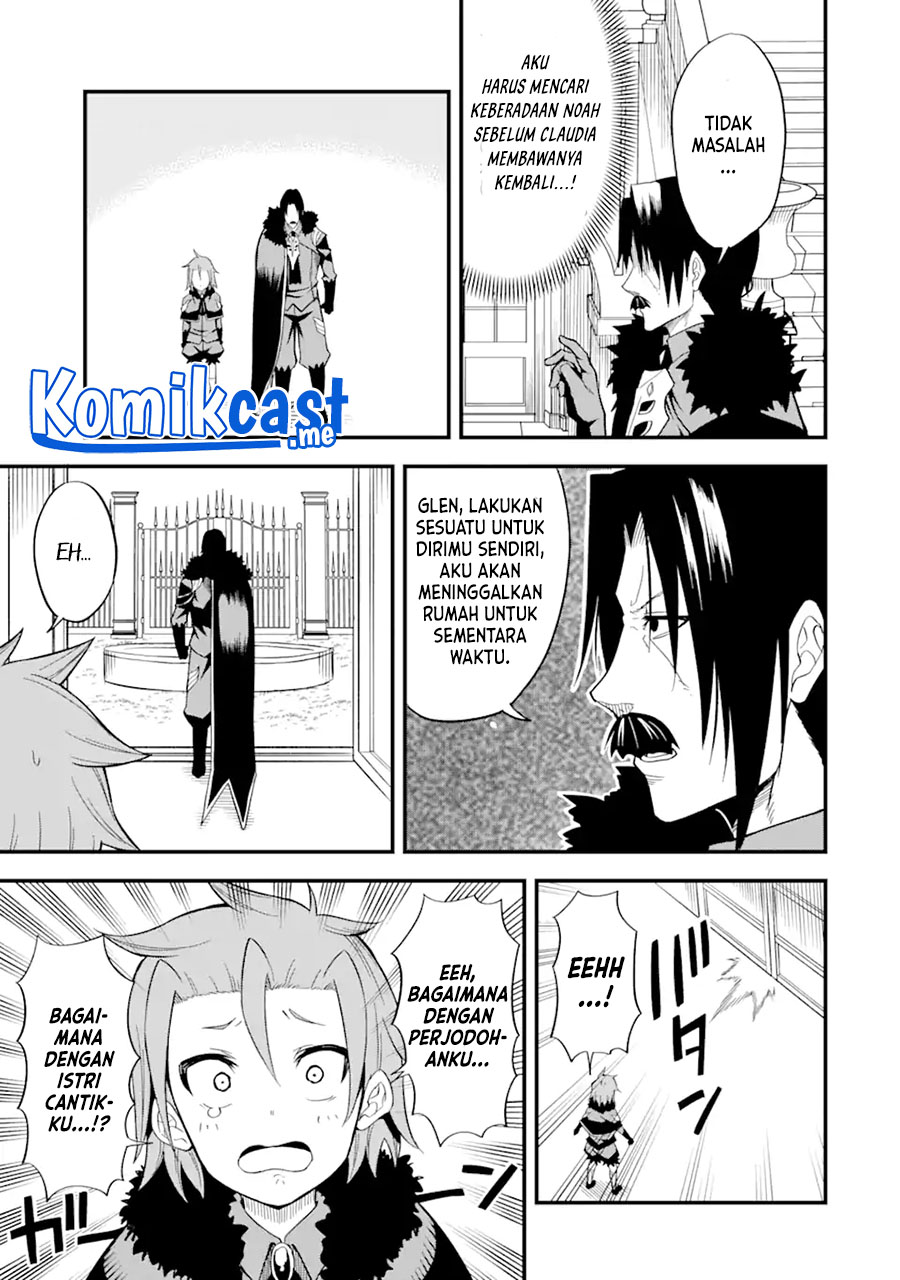 TIDAK
MASALAH
...
AKU
HARUS MENCARI
KEBERADAAN NOAH
SEBELUM CLAUDIA
MEMBAWANYA
KEMBALI...!
Komikcast
.me
GLEN, LAKUKAN
SESUATU UNTUK
DIRIMU SENDIRI,
AKU AKAN
MENINGGALKAN
RUMAH UNTUK
SEMENTARA
WAKTU.
EH...
EEHH
...!
バタン
EEH,
BAGAIMANA
DENGAN
PERJODOH-
ANKU...
BAGAI-
MANA
DENGAN
ISTRI
CANTIK-
KU...!?
ガーン